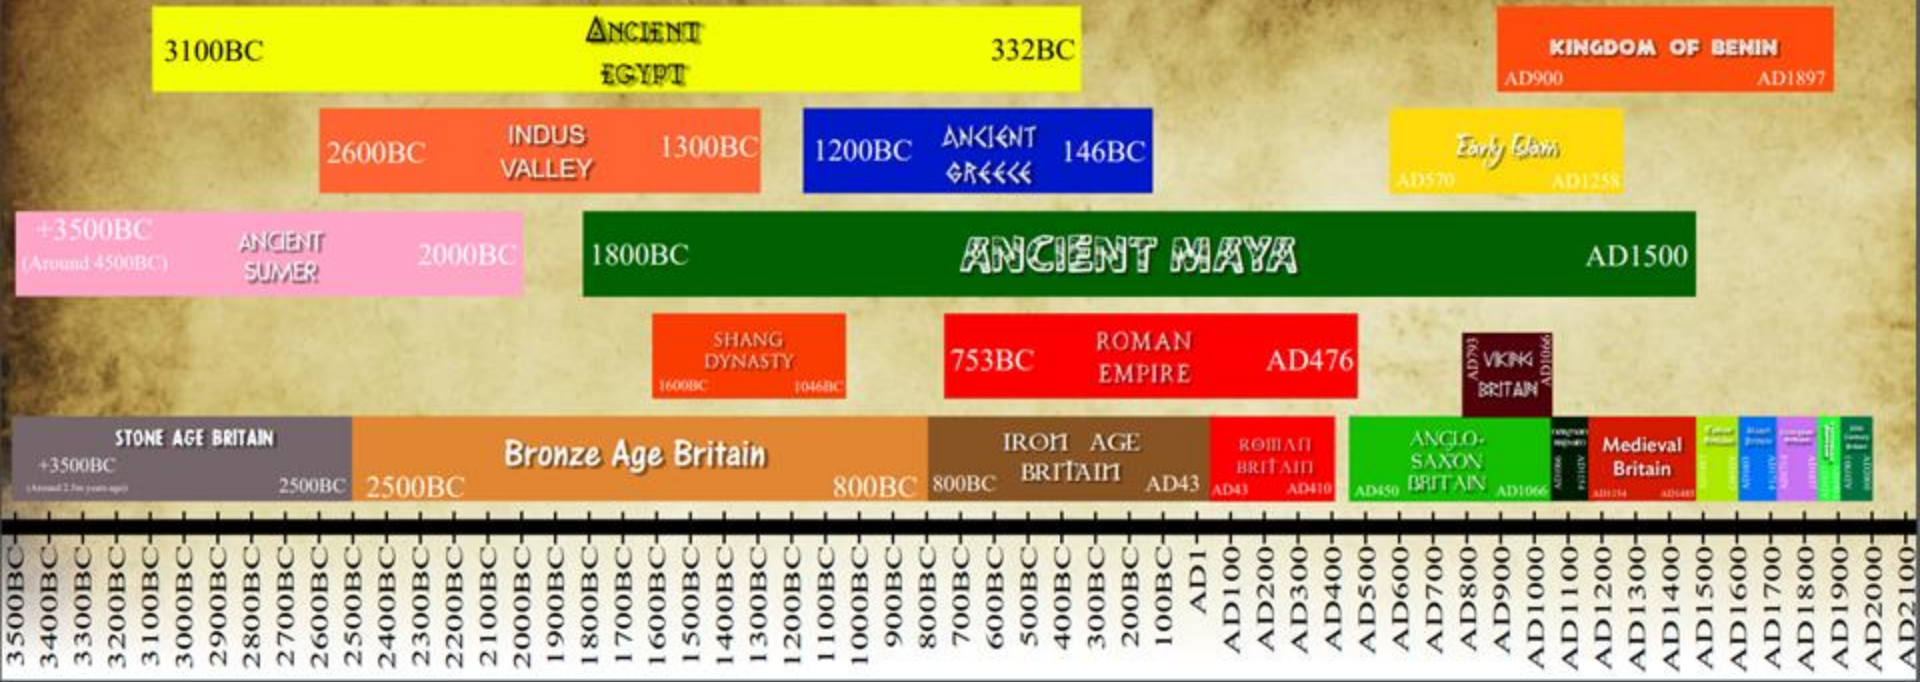 3100BC
ANCIENT
EGYPT
332BC
KINGDOM OF BENIN
AD900
AD1897
2600BC
INDUS
VALLEY
1300BC
1200BC
ANCIENT
GREECE
146BC
Early Islam
AD570
AD1258
+3500BC
(Around 4500BC)
ANCIENT
SUMER
2000BC
1800BC
ANCIENT MAYA
AD1500
SHANG
DYNASTY
1600BC
1046BC
753BC
ROMAN
EMPIRE
AD476
AD793
VIKING
BRITAIN
AD1066
STONE AGE BRITAIN
+3500BC
2500BC
2500BC
Bronze Age Britain
800BC
800BC
IRON AGE
BRITAIN
AD43
ROMAN
BRITAIN
AD43
AD410
ANGLO-
SAXON
BRITAIN
AD450
AD1066
Medieval
Britain
AD1154
AD1485
3500BC
3400BC
3300BC
3200BC
3100BC
3000BC
2900BC
2800BC
2700BC
2600BC
2500BC
2400BC
2300BC
2200BC
2100BC
2000BC
1900BC
1800BC
1700BC
1600BC
1500BC
1400BC
1300BC
1200BC
1100BC
1000BC
900BC
800BC
700BC
600BC
500BC
400BC
300BC
200BC
100BC
AD1
AD100
AD200
AD300
AD400
AD500
AD600
AD700
AD800
AD900
AD1000
AD1100
AD1200
AD1300
AD1400
AD1500
AD1600
AD1700
AD1800
AD1900
AD2000
AD2100